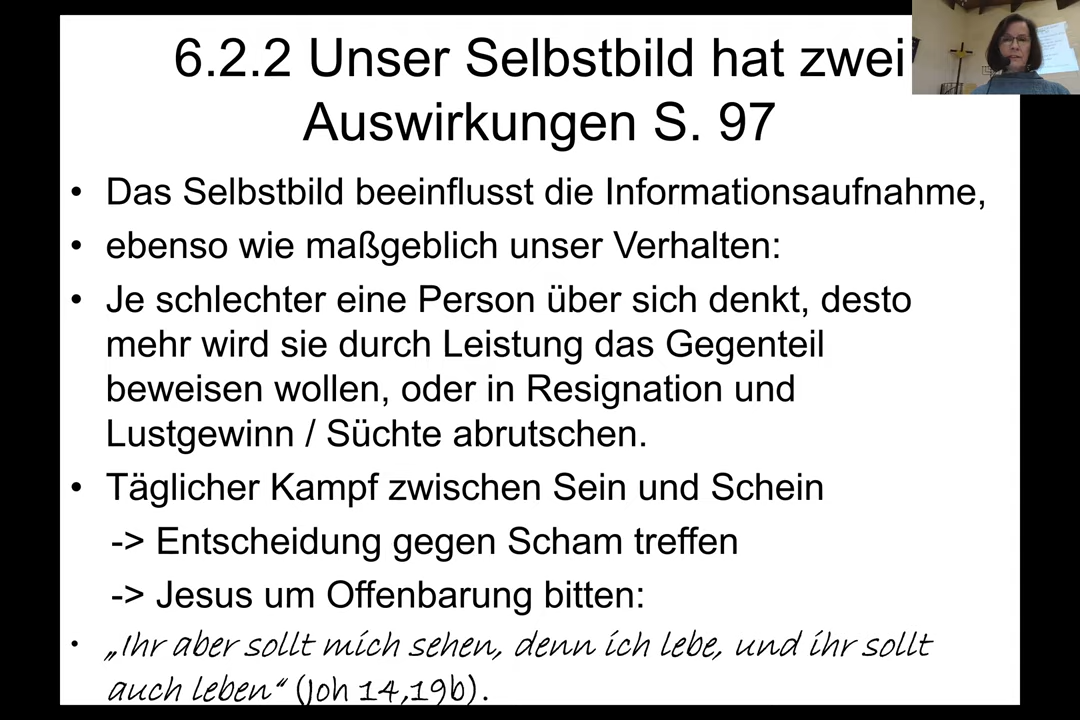 6.2.2 Unser Selbstbild hat zwei
Auswirkungen S. 97
• Das Selbstbild beeinflusst die Informationsaufnahme,
• ebenso wie maßgeblich unser Verhalten:
• Je schlechter eine Person über sich denkt, desto
mehr wird sie durch Leistung das Gegenteil
beweisen wollen, oder in Resignation und
Lustgewinn / Süchte abrutschen.
• Täglicher Kampf zwischen Sein und Schein
-> Entscheidung gegen Scham treffen
-> Jesus um Offenbarung bitten:
• „Ihr aber sollt mich sehen, denn ich lebe, und ihr sollt
auch leben“ (Joh 14,19b).